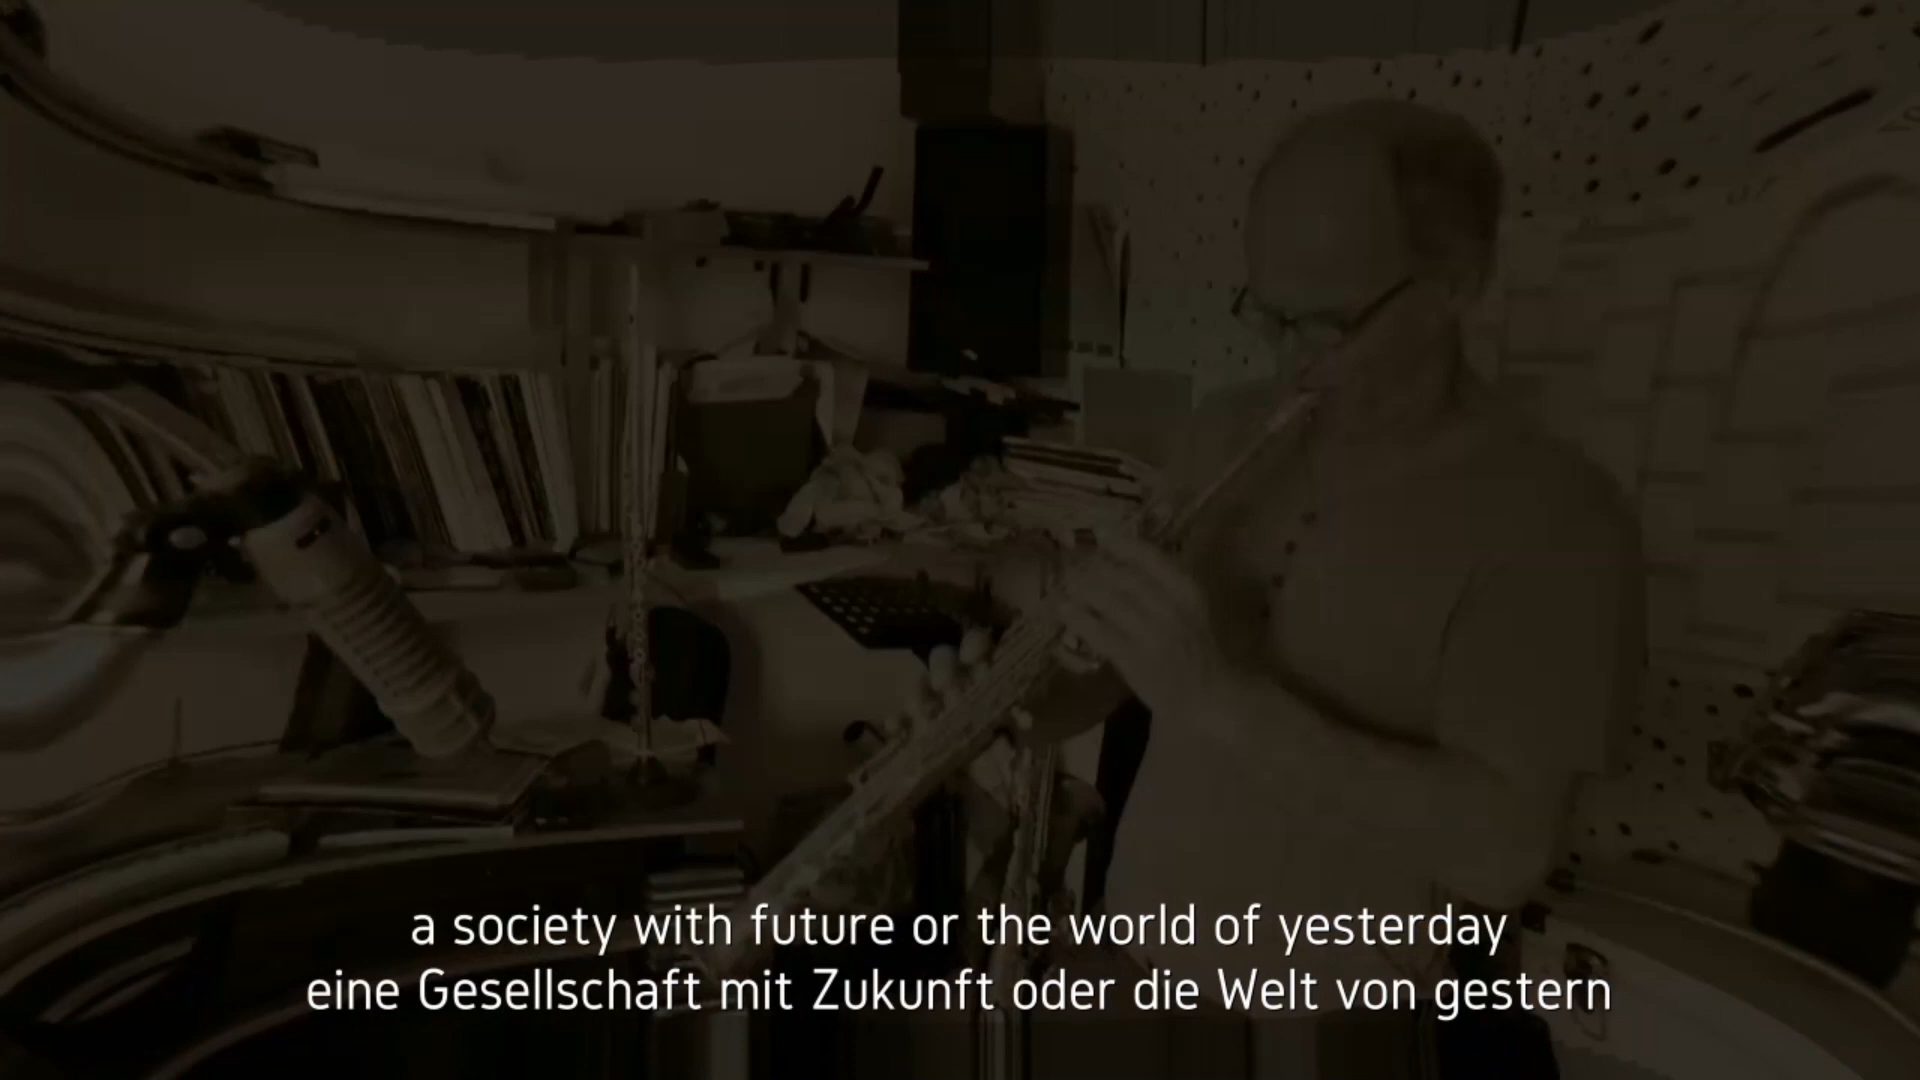 a society with future or the world of yesterday
eine Gesellschaft mit Zukunft oder die Welt von gestern